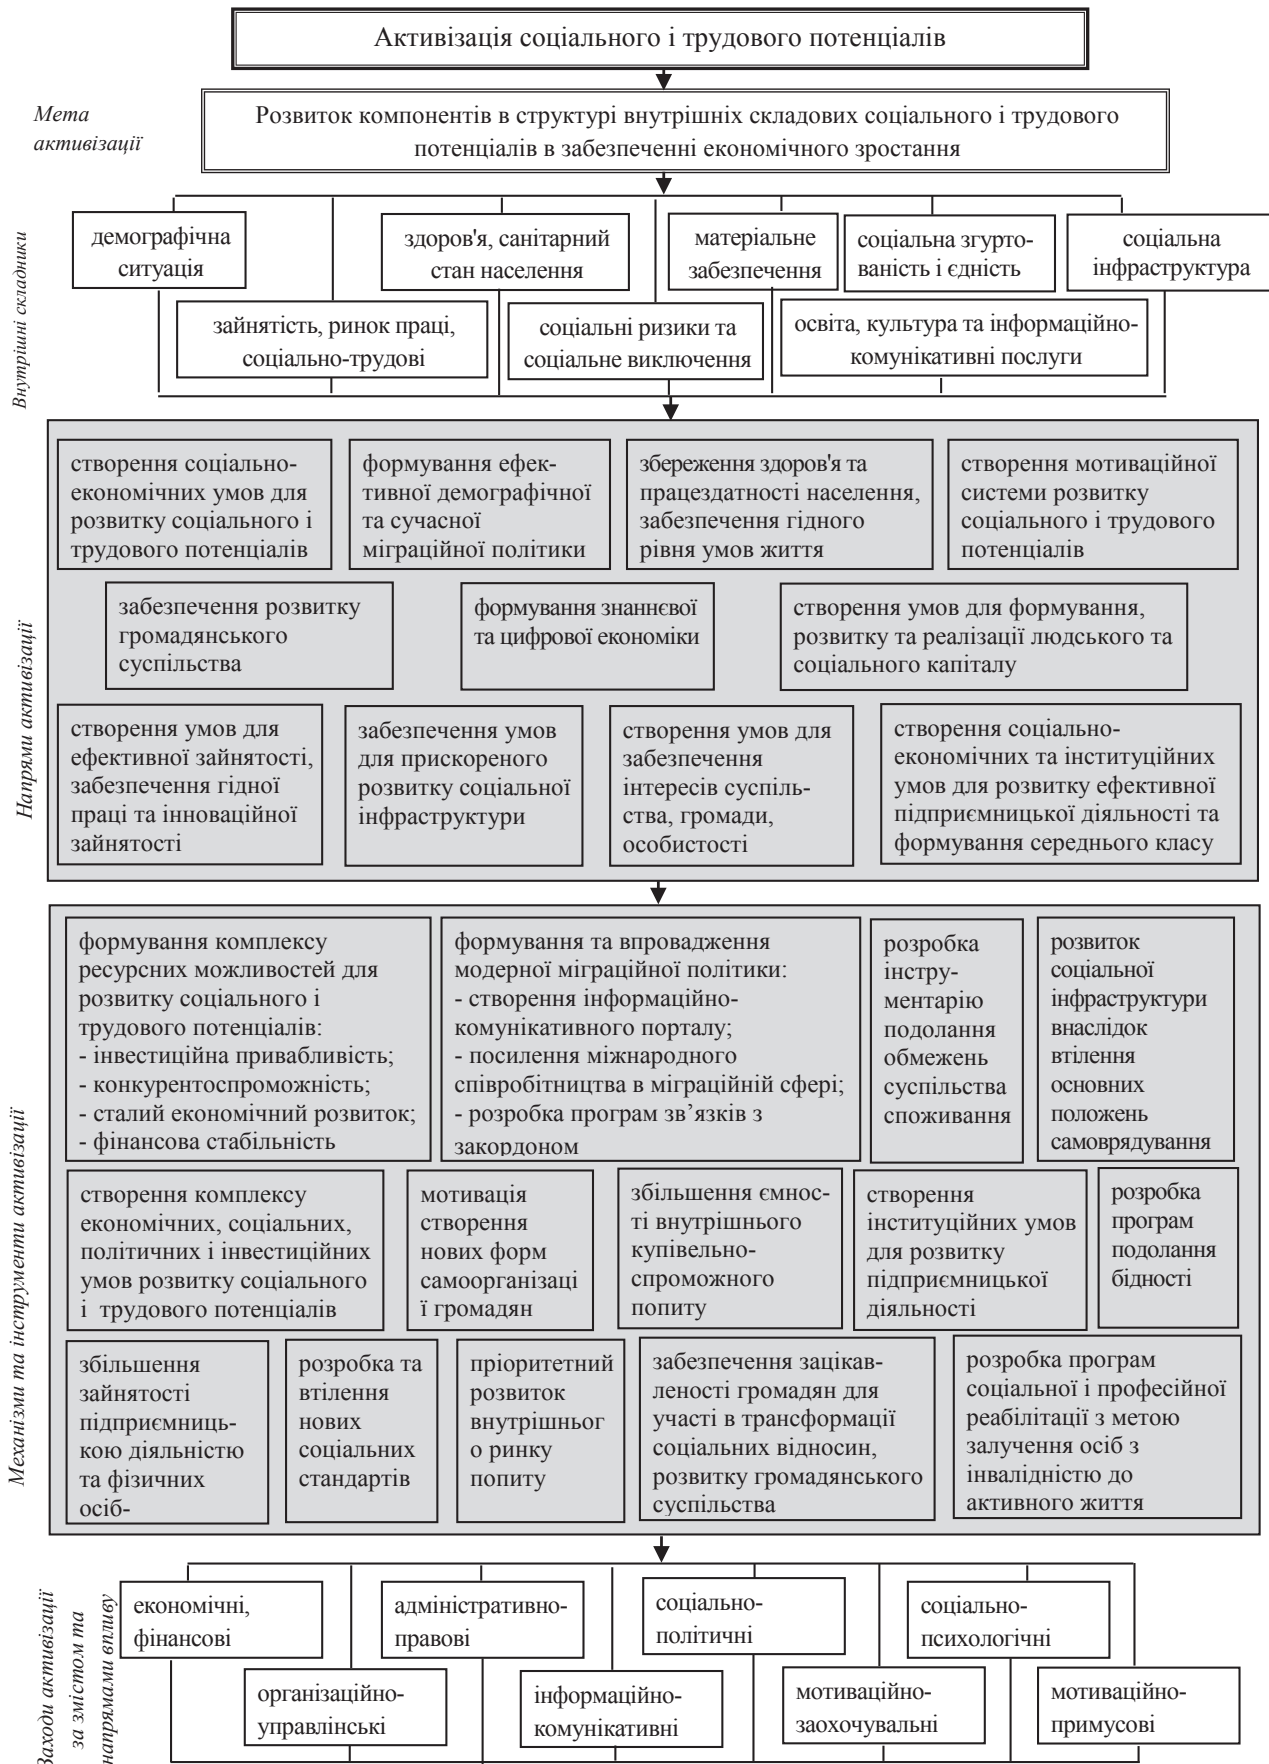 Активізація соціального і трудового потенціалів
Мета
активізації
Розвиток компонентів в структурі внутрішніх складових соціального і трудового
потенціалів в забезпеченні економічного зростання
Внутрішні складники
демографічна
ситуація
здоров'я, санітарний
стан населення
матеріальне
забезпечення
соціальна згурто-
ваність і єдність
соціальна
інфраструктура
зайнятість, ринок праці,
соціально-трудові
соціальні ризики та
соціальне виключення
освіта, культура та інформаційно-
комунікативні послуги
Напрями активізації
створення соціально-
економічних умов для
розвитку соціального і
трудового потенціалів
формування ефек-
тивної демографічної
та сучасної
міграційної політики
збереження здоров'я та
працездатності населення,
забезпечення гідного
рівня умов життя
створення мотиваційної
системи розвитку
соціального і трудового
потенціалів
забезпечення розвитку
громадянського
суспільства
формування знаннєвої
та цифрової економіки
створення умов для формування,
розвитку та реалізації людського та
соціального капіталу
створення умов для
ефективної зайнятості,
забезпечення гідної
праці та інноваційної
зайнятості
забезпечення умов
для прискореного
розвитку соціальної
інфраструктури
створення умов для
забезпечення
інтересів суспіль-
ства, громади,
особистості
створення соціально-
економічних та інституційних
умов для розвитку ефективної
підприємницької діяльності та
формування середнього класу
Механізми та інструменти активізації
формування комплексу
ресурсних можливостей для
розвитку соціального і
трудового потенціалів:
- інвестиційна привабливість;
- конкурентоспроможність;
- сталий економічний розвиток;
- фінансова стабільність
формування та впровадження
модерної міграційної політики:
- створення інформаційно-
комунікативного порталу;
- посилення міжнародного
співробітництва в міграційній сфері;
- розробка програм зв’язків з
закордоном
розробка
інстру-
ментарію
подолання
обмежень
суспільства
споживання
розвиток
соціальної
інфраструктури
внаслідок
втілення
основних
положень
самоврядування
створення комплексу
економічних, соціальних,
політичних і інвестиційних
умов розвитку соціального
і трудового потенціалів
мотивація
створення
нових форм
самоорганізаці
ї громадян
збільшення ємнос-
ті внутрішнього
купівельно-
спроможного
попиту
створення
інституційних умов
для розвитку
підприємницької
діяльності
розробка
програм
подолання
бідності
збільшення
зайнятості
підприємниць-
кою діяльністю
та фізичних
осіб-
розробка та
втілення
нових
соціальних
стандартів
пріоритетний
розвиток
внутрішньог
о ринку
попиту
забезпечення зацікав-
леності громадян для
участі в трансформації
соціальних відносин,
розвитку громадянського
суспільства
розробка програм
соціальної і професійної
реабілітації з метою
залучення осіб з
інвалідністю до
активного життя
Заходи активізації
за змістом та
напрямами впливу
економічні,
фінансові
адміністративно-
правові
соціально-
політичні
соціально-
психологічні
організаційно-
управлінські
інформаційно-
комунікативні
мотиваційно-
заохочувальні
мотиваційно-
примусові